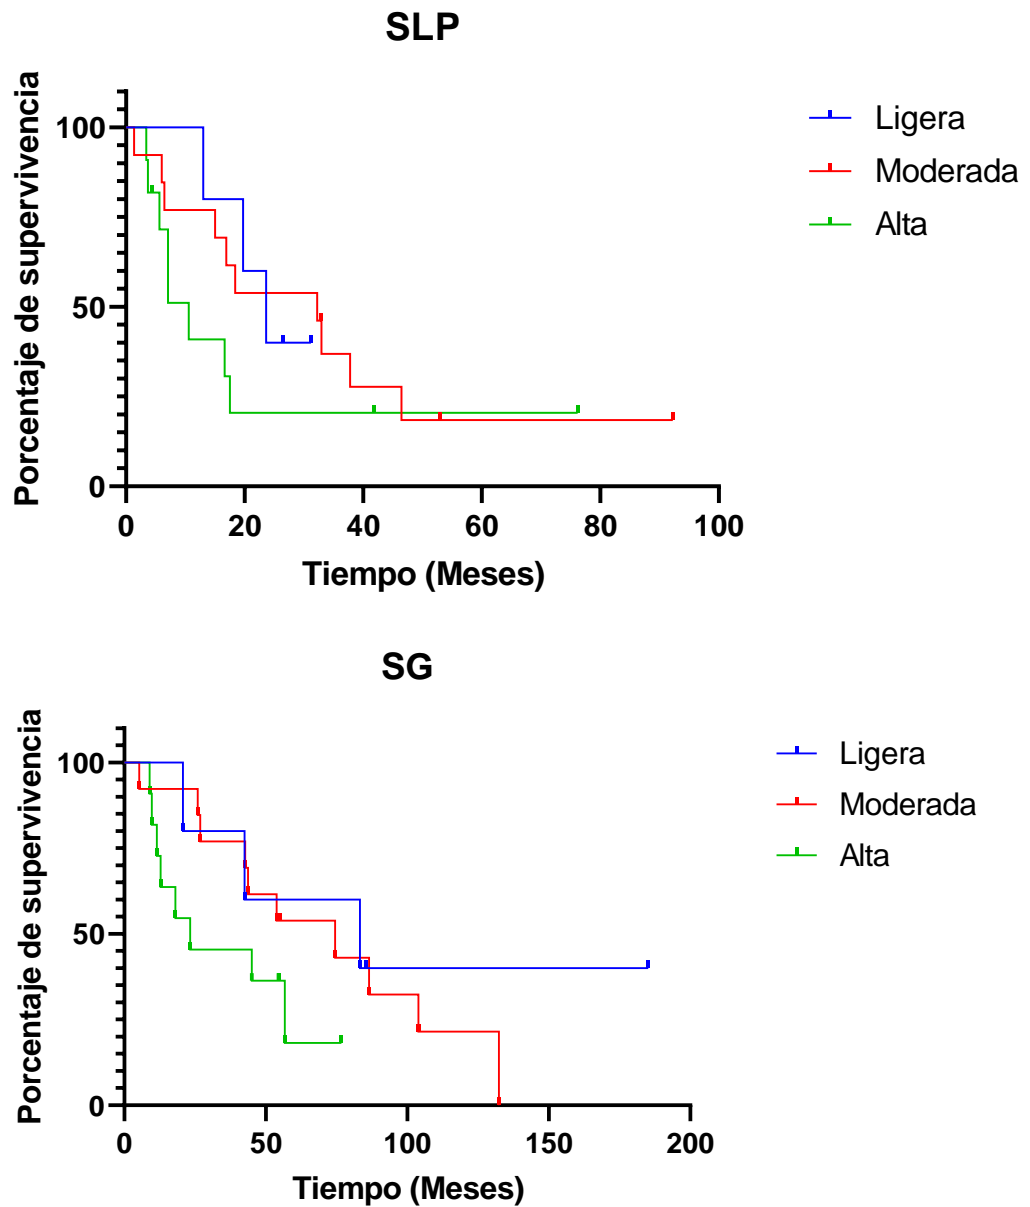 SLP
Porcentaje de supervivencia
100
50
0
0 20 40 60 80 100
Tiempo (Meses)
Ligera
Moderada
Alta
SG
Porcentaje de supervivencia
100
50
0
0 50 100 150 200
Tiempo (Meses)
Ligera
Moderada
Alta